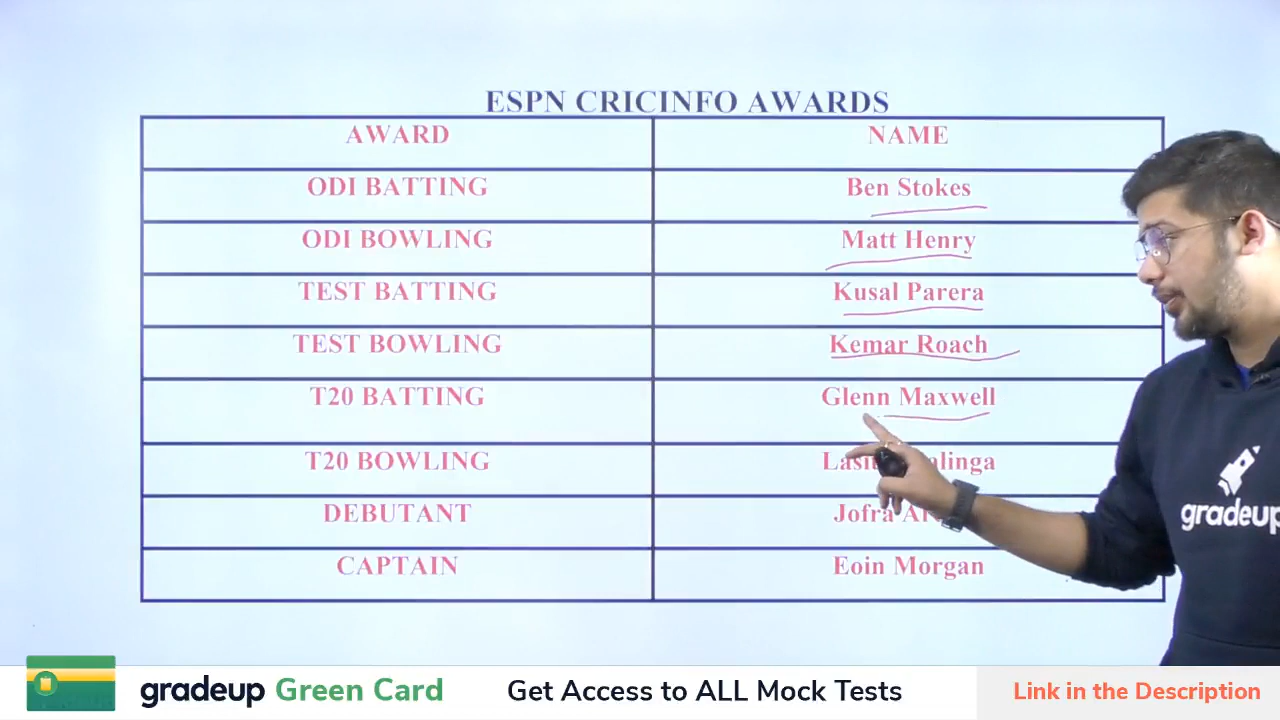 ESPN CRICINFO AWARDS
AWARD NAME
ODI BATTING Ben Stokes
ODI BOWLING Matt Henry
TEST BATTING Kusal Parera
TEST BOWLING Kemar Roach
T20 BATTING Glenn Maxwell
T20 BOWLING
DEBUTANT Jofra
CAPTAIN Eoin Morgan
gradeup
gradeup Green Card Get Access to ALL Mock Tests Link in the Description